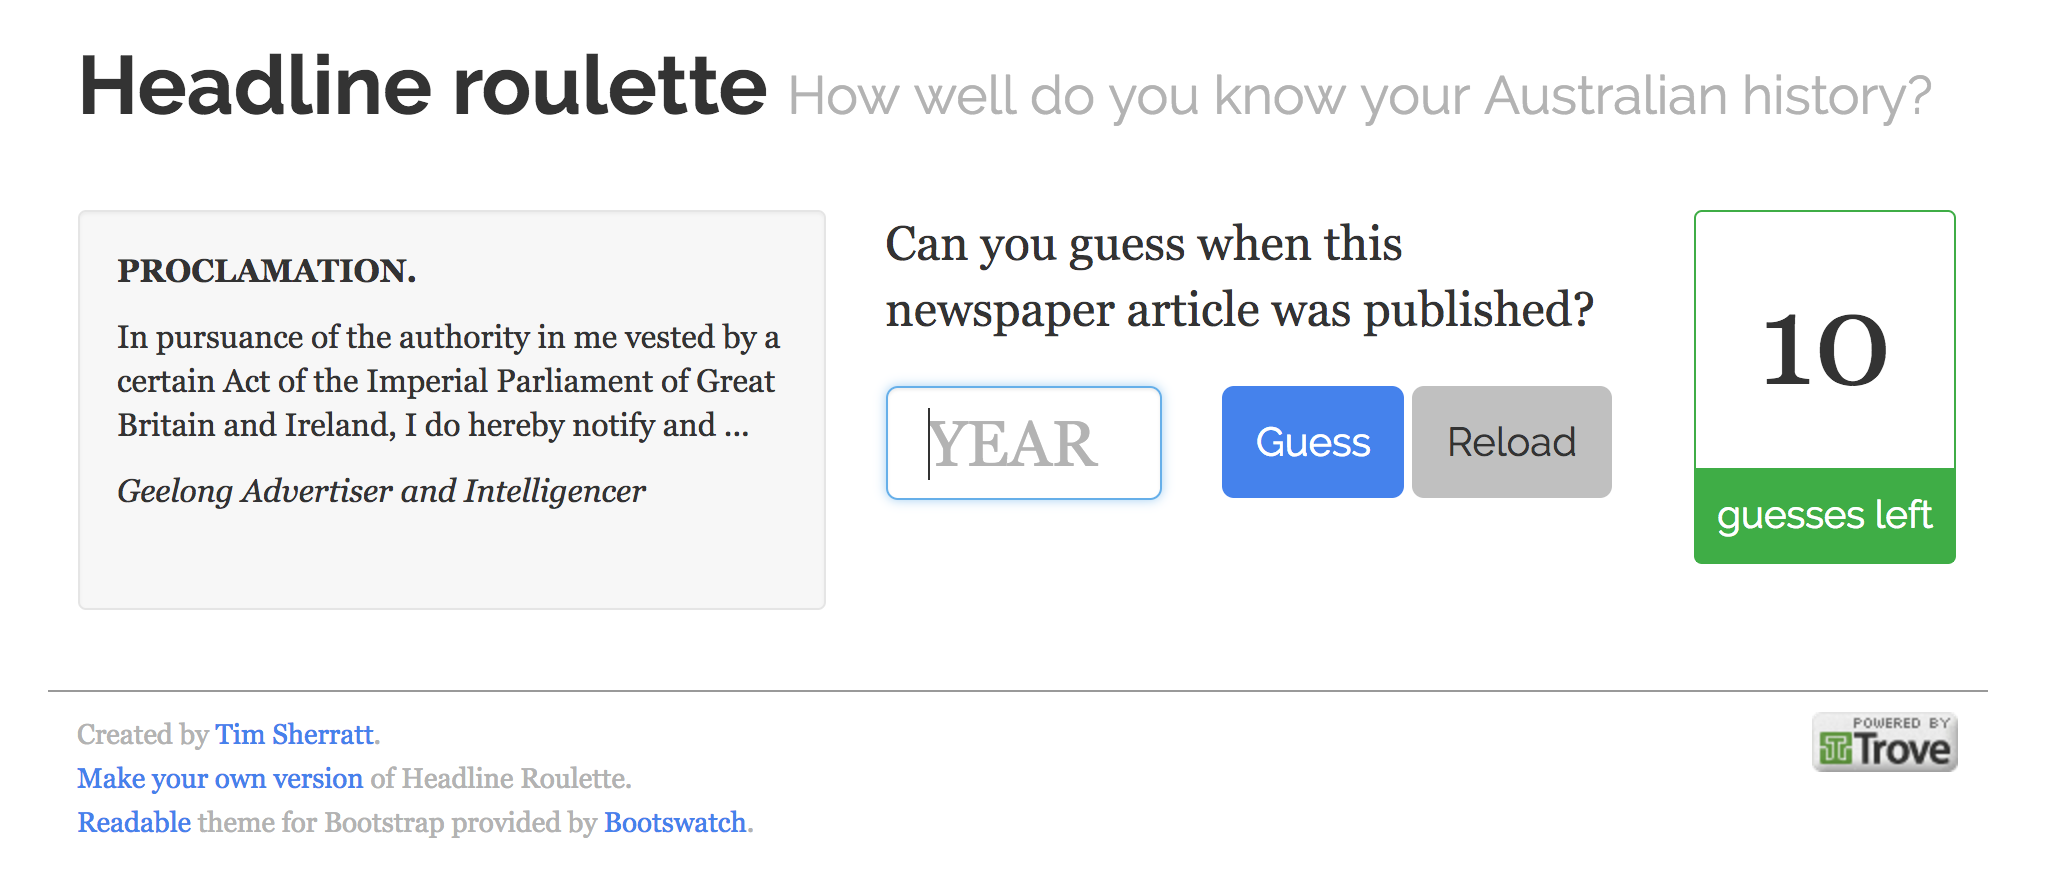 Headline roulette How well do you know your Australian history?
PROCLAMATION.
In pursuance of the authority in me vested by a
certain Act of the Imperial Parliament of Great
Britain and Ireland, I do hereby notify and ...
Geelong Advertiser and Intelligencer
Can you guess when this
newspaper article was published?
YEAR
Guess
Reload
10
guesses left
Created by Tim Sherratt.
Make your own version of Headline Roulette.
Readable theme for Bootstrap provided by Bootswatch.
POWERED BY
Trove